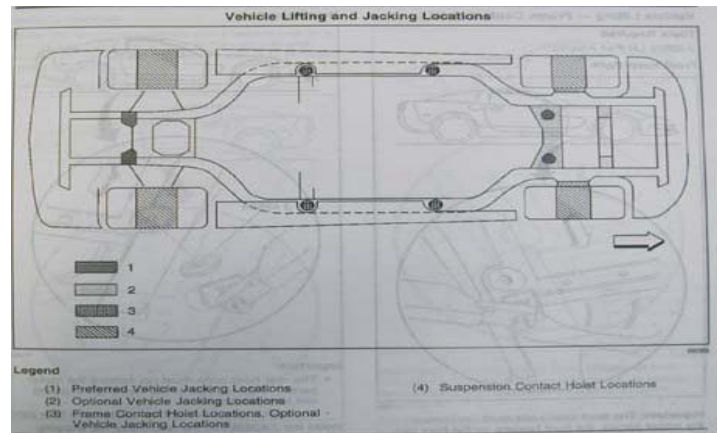 Vehicle Lifting and Jacking Locations
1
2
3
4
Legend
(1) Preferred Vehicle Jacking Locations
(2) Optional Vehicle Jacking Locations
(3) Frame Contact Hoist Locations, Optional
Vehicle Jacking Locations
(4) Suspension Contact Hoist Locations